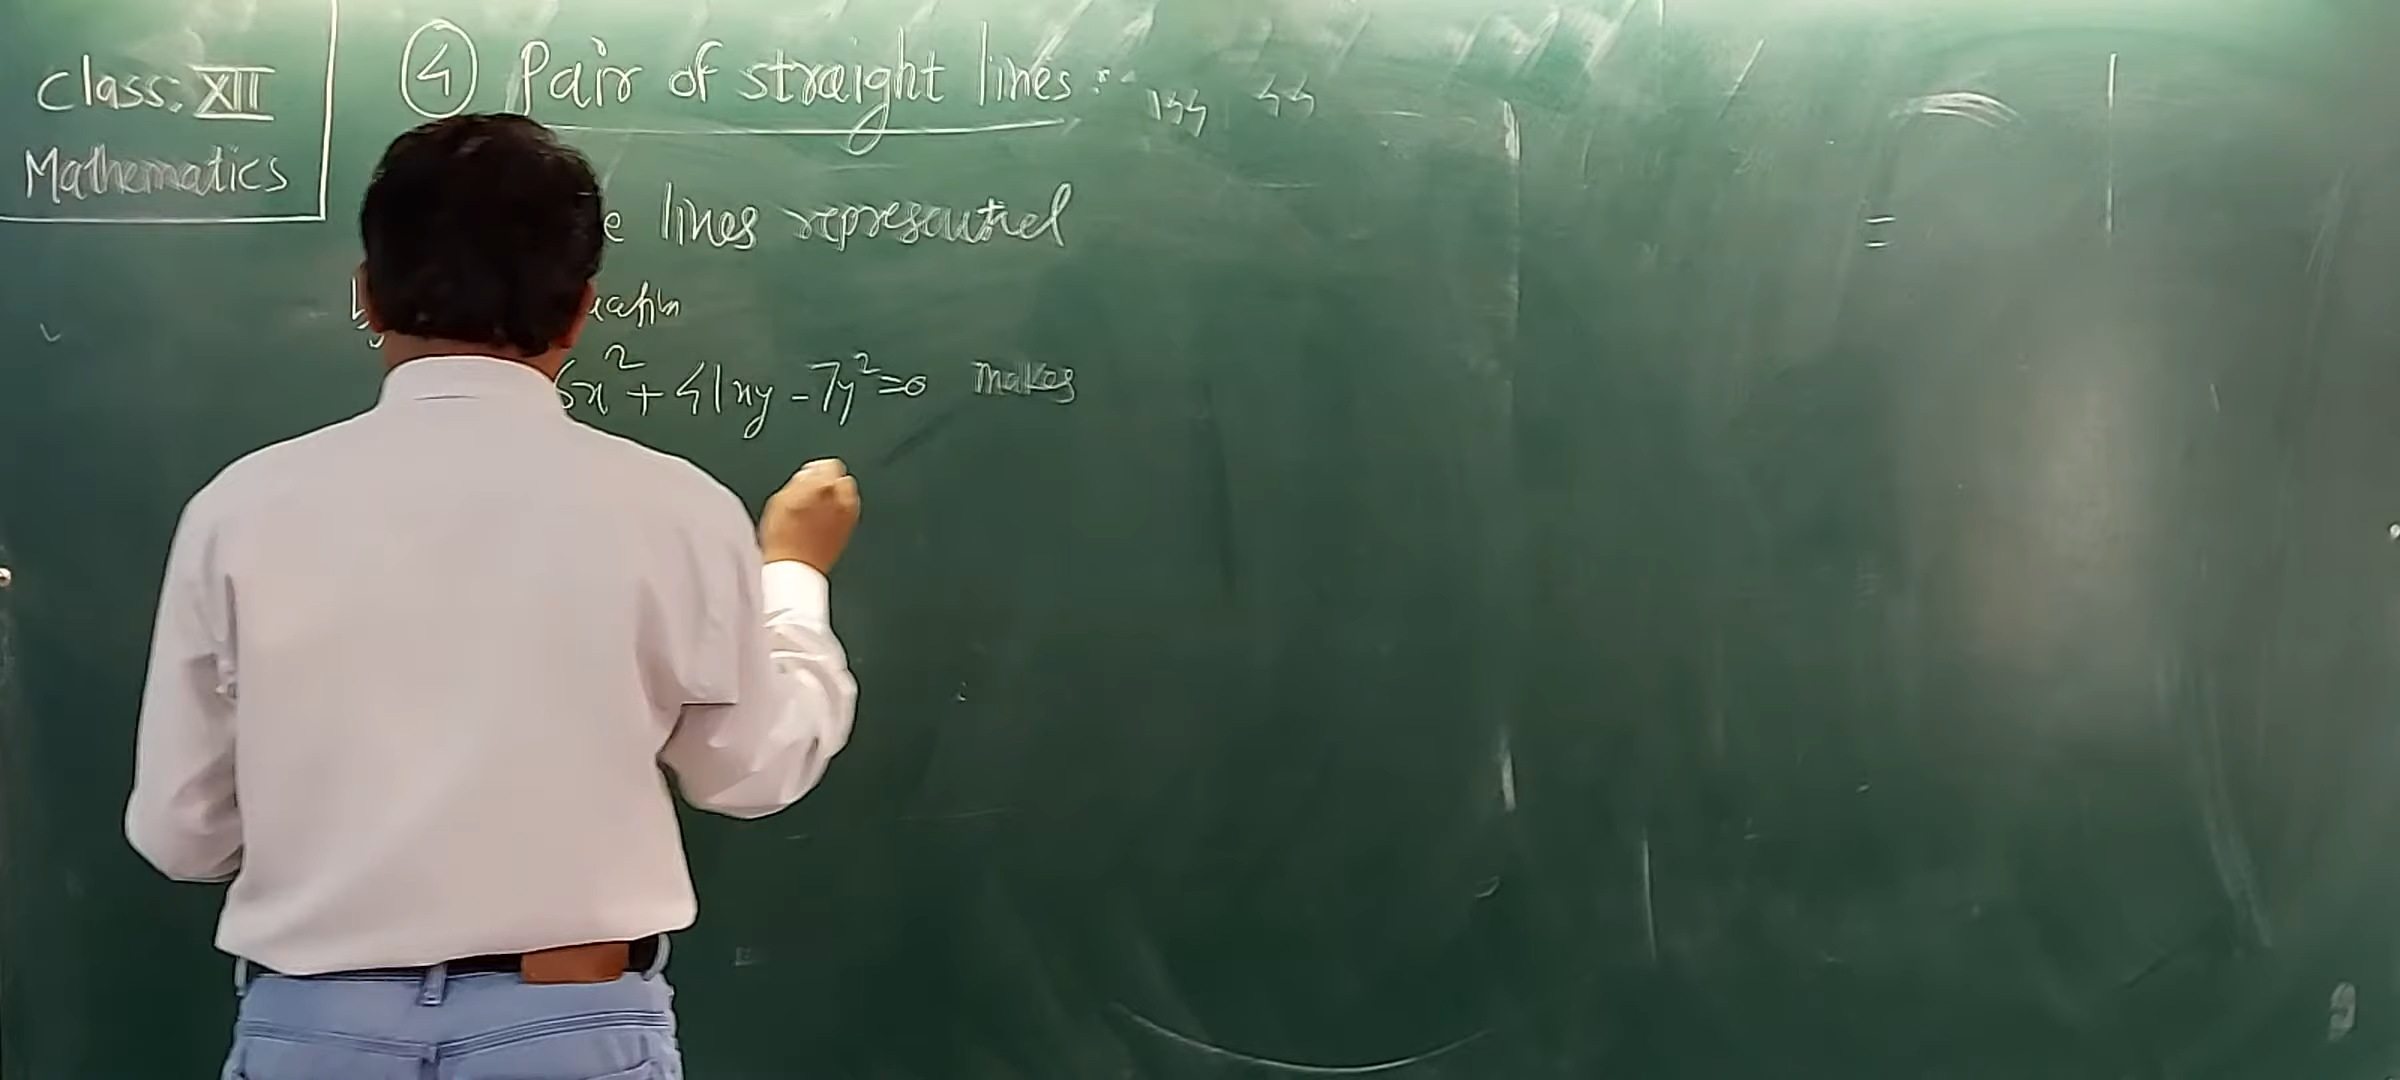 Class: XII
Mathematics
④ Pair of straight lines :-
lines represented
6x² + 41xy - 7y² = 0 makes